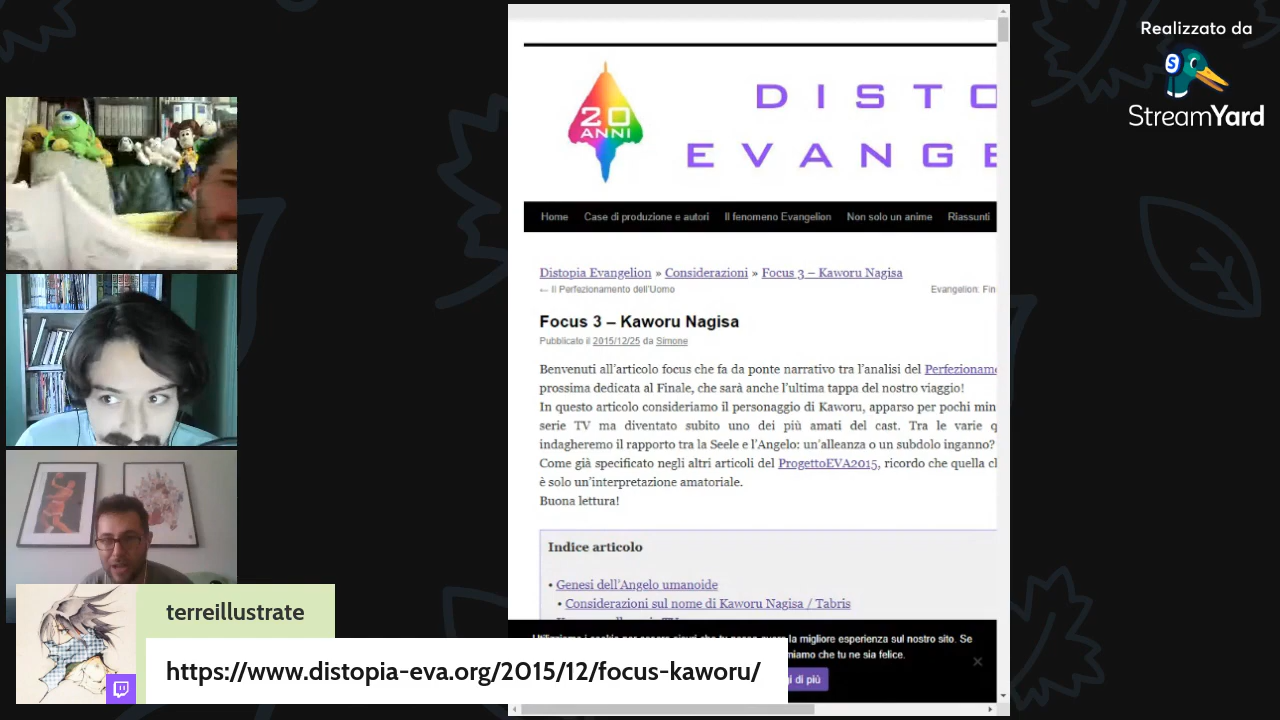 Realizzato da
StreamYard
20
ANNI
DISTO
EVANGE
Home Case di produzione e autori Il fenomeno Evangelion Non solo un anime Riassunti
Distopia Evangelion » Considerazioni » Focus 3 – Kaworu Nagisa
← Il Perfezionamento dell'Uomo Evangelion: Fin
Focus 3 – Kaworu Nagisa
Pubblicato il 2015/12/25 da Simone
Benvenuti all'articolo focus che fa da ponte narrativo tra l'analisi del Perfezioname
prossima dedicata al Finale, che sarà anche l'ultima tappa del nostro viaggio!
In questo articolo consideriamo il personaggio di Kaworu, apparso per pochi min
serie TV ma diventato subito uno dei più amati del cast. Tra le varie q
indagheremo il rapporto tra la Seele e l'Angelo: un'alleanza o un subdolo inganno?
Come già specificato negli altri articoli del ProgettoEVA2015, ricordo che quella ch
è solo un'interpretazione amatoriale.
Buona lettura!
Indice articolo
• Genesi dell'Angelo umanoide
• Considerazioni sul nome di Kaworu Nagisa / Tabris
la migliore esperienza sul nostro sito. Se
che tu ne sia felice.
di più
terreillustrate
https://www.distopia-eva.org/2015/12/focus-kaworu/